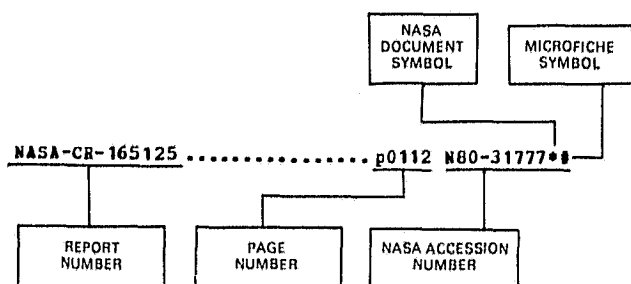 NASA
DOCUMENT
SYMBOL
MICROFICHE
SYMBOL
NASA-CR-165125 .................. p0112 N80-31777*#
REPORT
NUMBER
PAGE
NUMBER
NASA ACCESSION
NUMBER